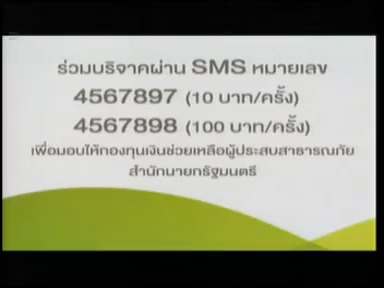 ร่วมบริจาคผ่าน SMS หมายเลข
4567897 (10 บาท/ครั้ง)
4567898 (100 บาท/ครั้ง)
เพื่อมอบให้กองทุนเงินช่วยเหลือผู้ประสบสาธารณภัย
สำนักนายกรัฐมนตรี